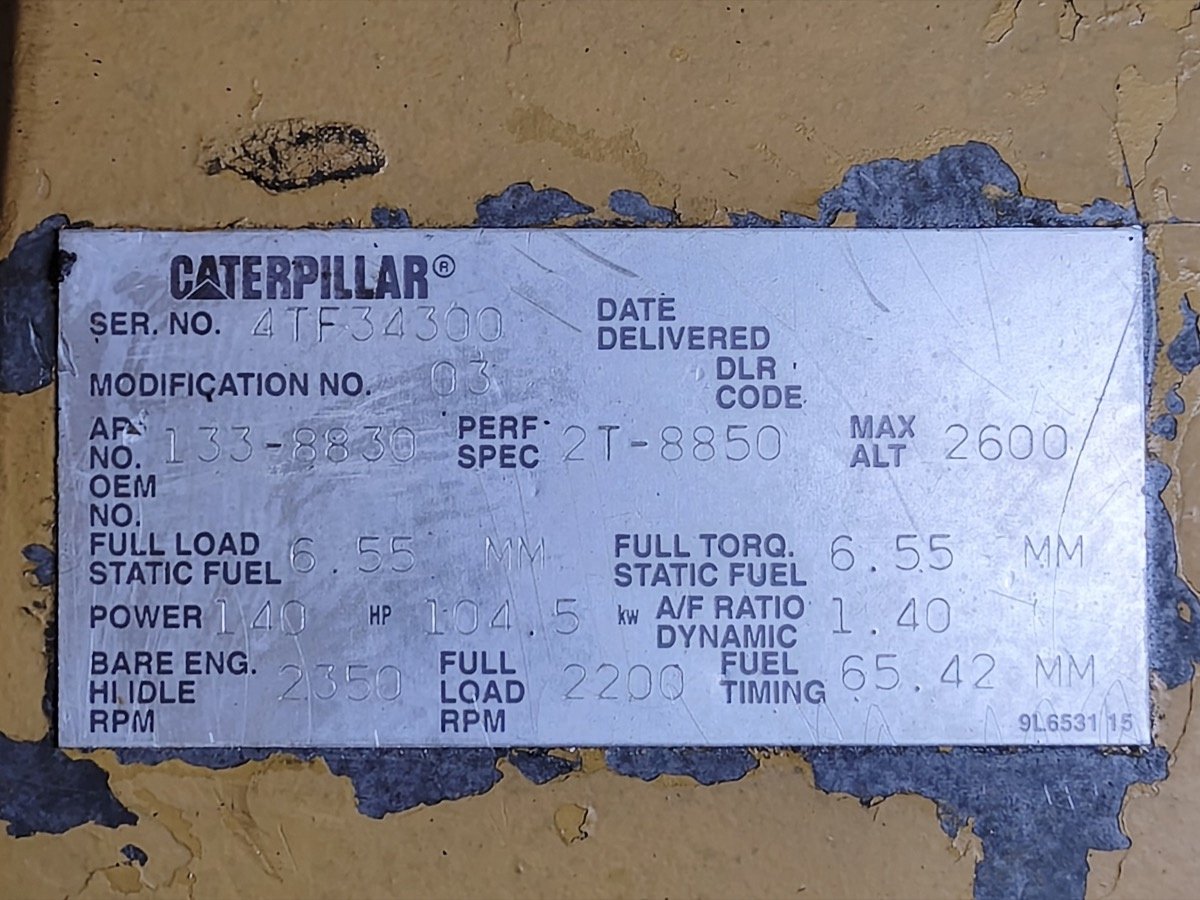 CATERPILLAR®
SER. NO. 4TF34300
DATE
DELIVERED
MODIFICATION NO. 03
DLR
CODE
AR
NO. 133-8830
PERF
SPEC 2T-8850
MAX
ALT 2600
OEM
NO.
FULL LOAD
STATIC FUEL 6.55 MM
FULL TORQ.
STATIC FUEL 6.55 MM
POWER 140 HP 104.5 kw
A/F RATIO
DYNAMIC 1.40
BARE ENG.
HI IDLE
RPM 2350
FULL
LOAD
RPM 2200
FUEL
TIMING 65.42 MM
9L6531 15